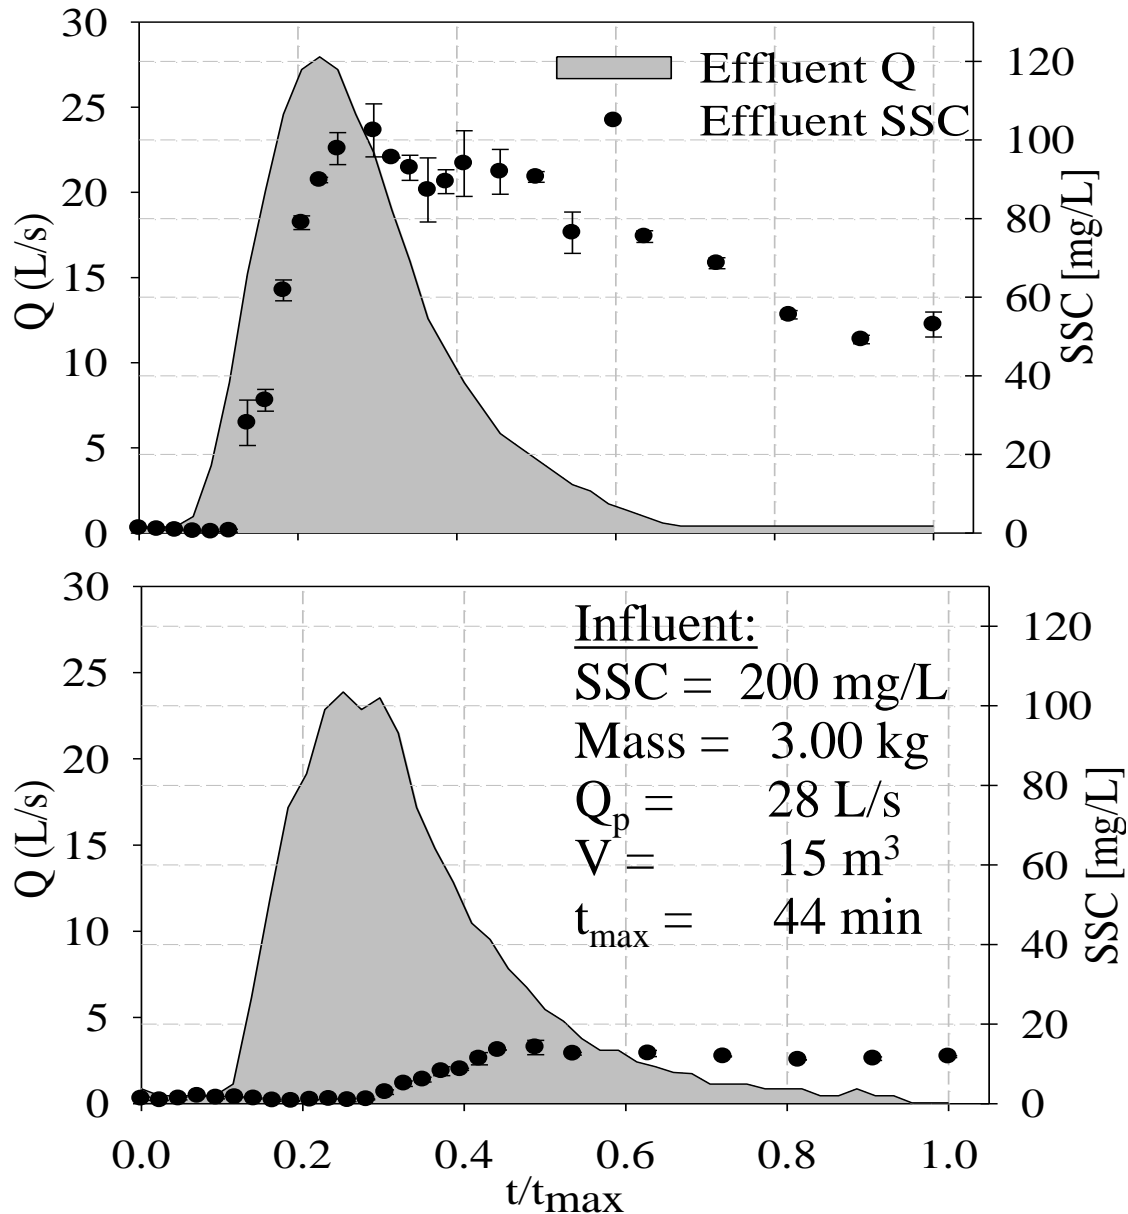 30
25
20
15
10
5
0
Q (L/s)
Effluent Q
Effluent SSC
120
100
80
60
40
20
0
SSC [mg/L]
30
25
20
15
10
5
0
Q (L/s)
Influent:
SSC = 200 mg/L
Mass = 3.00 kg
Qp = 28 L/s
V = 15 m³
tmax = 44 min
120
100
80
60
40
20
0
SSC [mg/L]
0.0 0.2 0.4 0.6 0.8 1.0
t/tmax